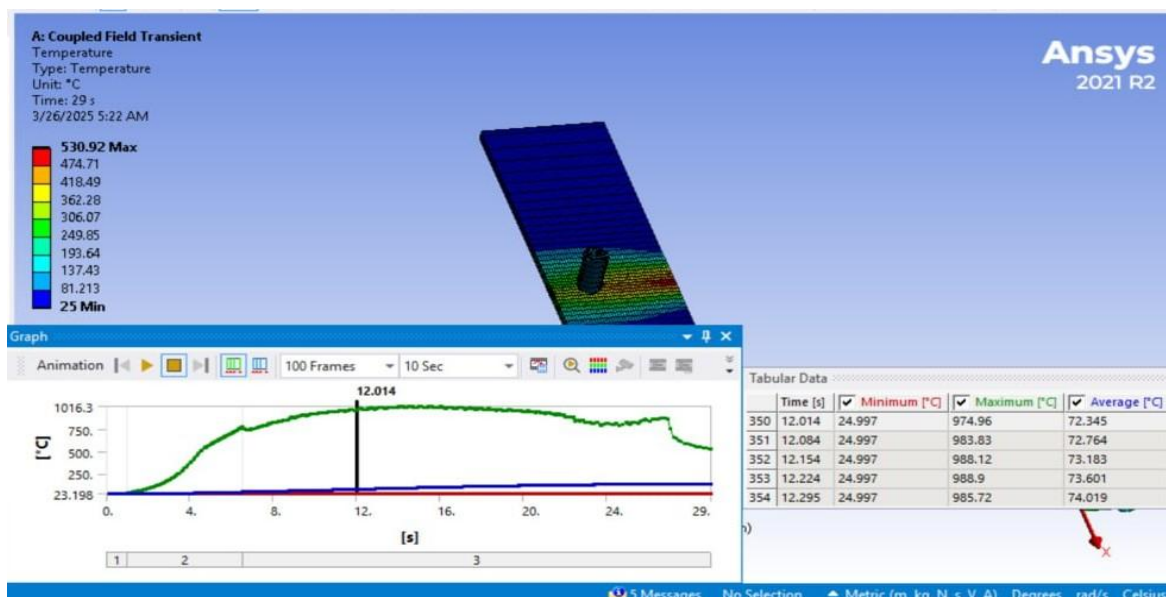 A: Coupled Field Transient
Temperature
Type: Temperature
Unit: °C
Time: 29 s
3/26/2025 5:22 AM
Ansys
2021 R2
530.92 Max
474.71
418.49
362.28
306.07
249.85
193.64
137.43
81.213
25 Min
Graph
Animation 100 Frames 10 Sec
12.014
1016.3
750.
500.
250.
23.198
[°C]
0. 4. 8. 12. 16. 20. 24. 29.
[s]
1 2 3
Tabular Data
Time [s] Minimum [°C] Maximum [°C] Average [°C]
350 12.014 24.997 974.96 72.345
351 12.084 24.997 983.83 72.764
352 12.154 24.997 988.12 73.183
353 12.224 24.997 988.9 73.601
354 12.295 24.997 985.72 74.019
X
5 Messages No Selection Metric (m, kg, N, s, V, A) Degrees rad/s Celsius